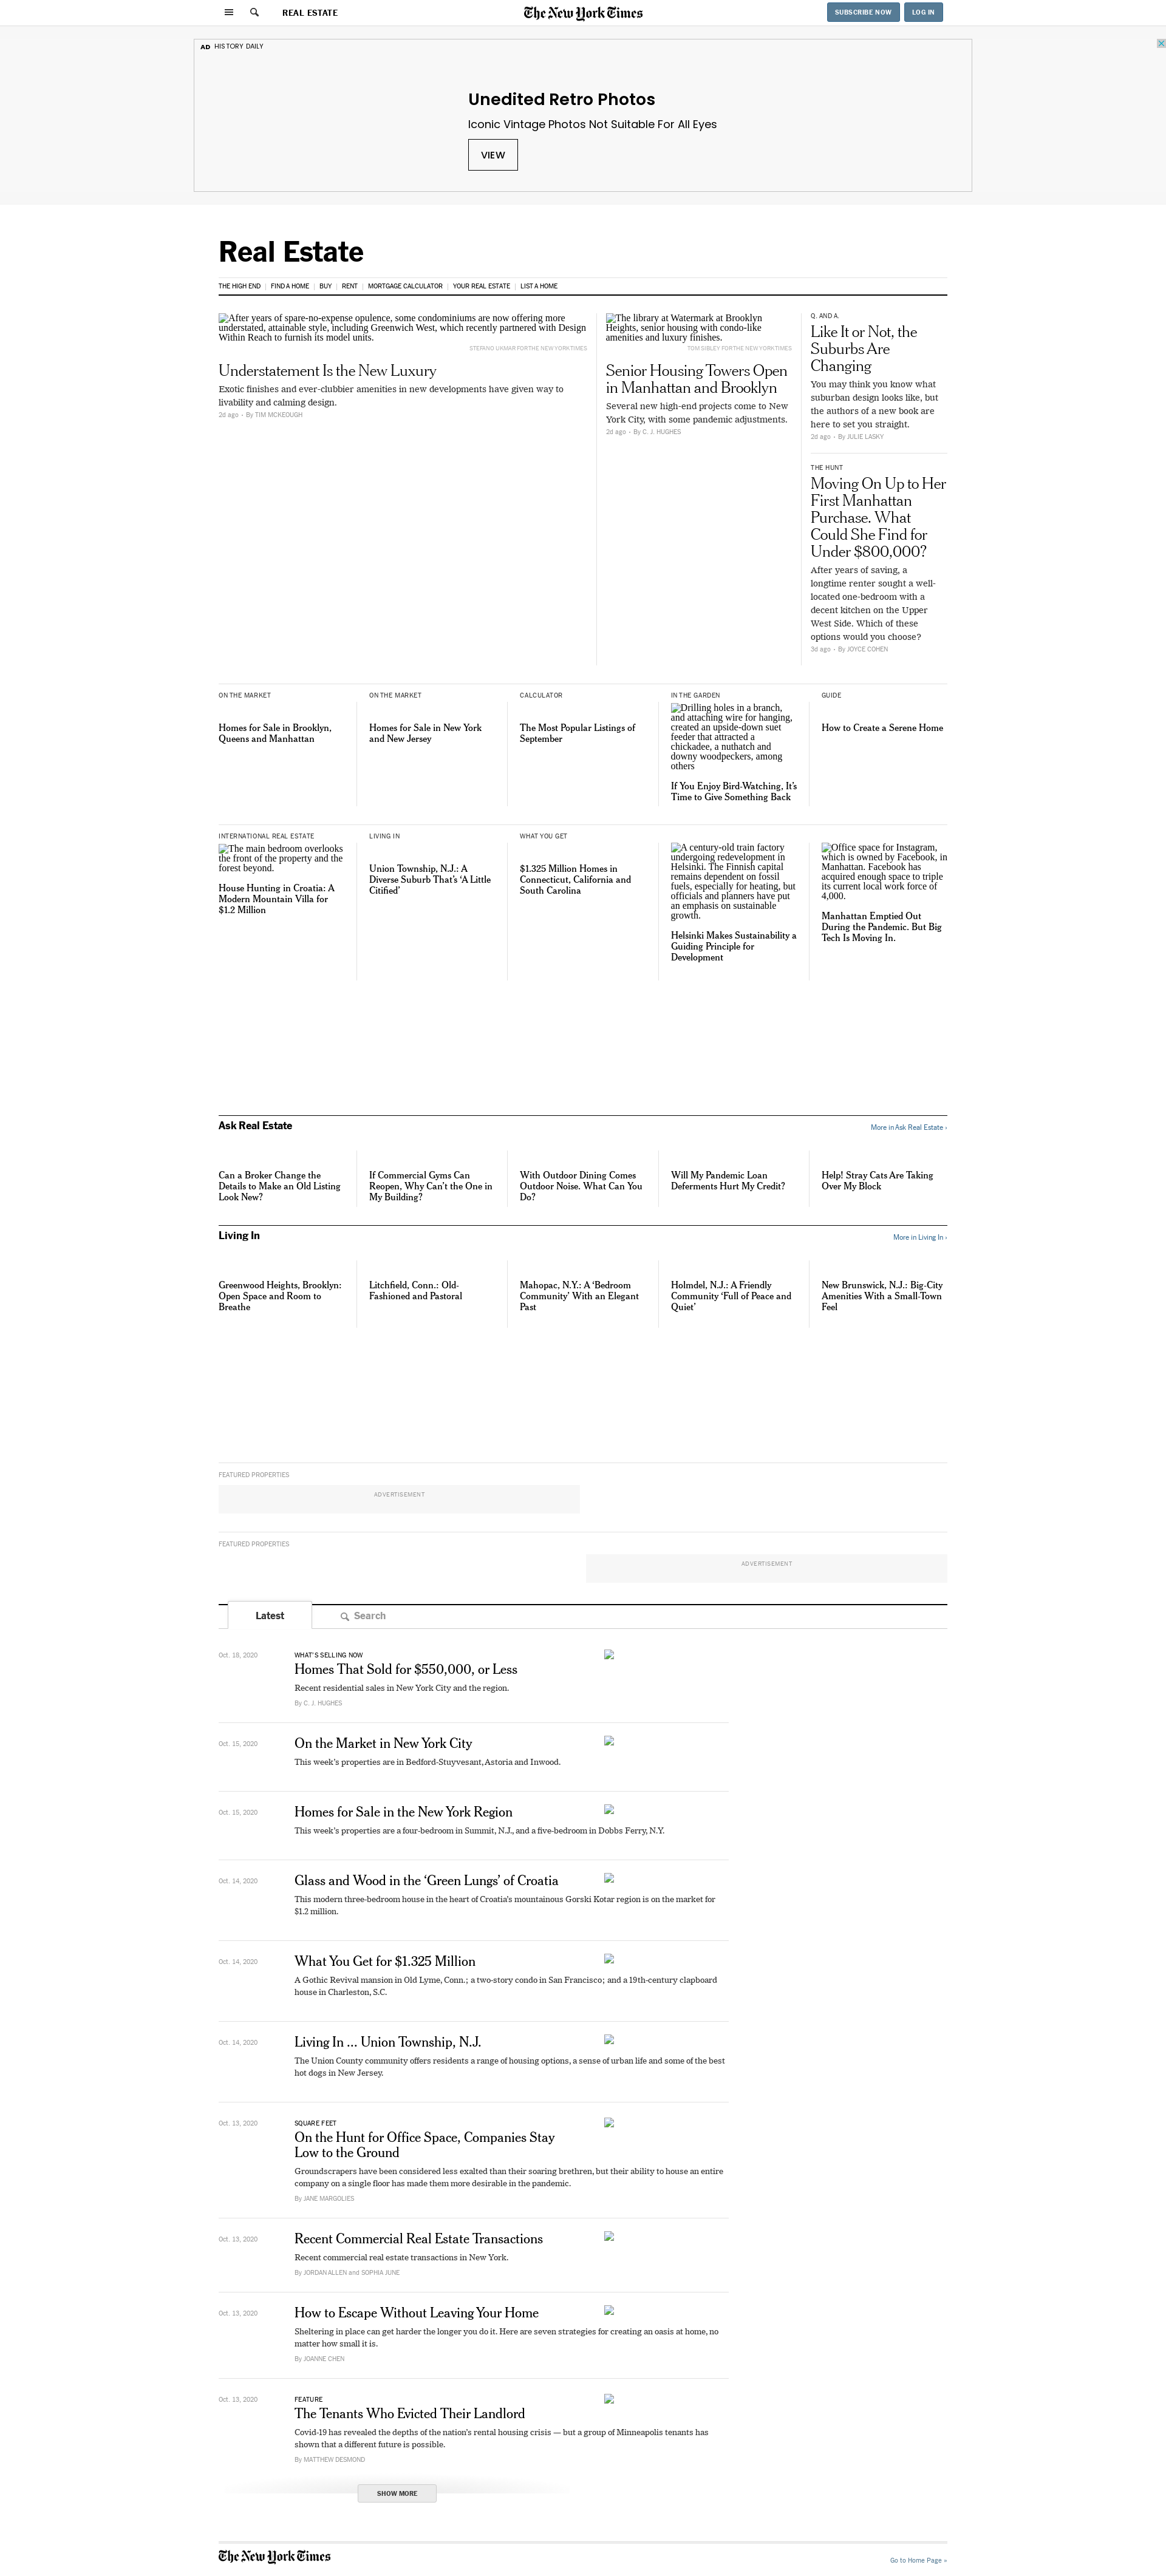 REAL ESTATE
The New York Times
SUBSCRIBE NOW
LOG IN
AD HISTORY DAILY
Unedited Retro Photos
Iconic Vintage Photos Not Suitable For All Eyes
VIEW
Real Estate
THE HIGH END | FIND A HOME | BUY | RENT | MORTGAGE CALCULATOR | YOUR REAL ESTATE | LIST A HOME
After years of spare-no-expense opulence, some condominiums are now offering more
understated, attainable style, including Greenwich West, which recently partnered with Design
Within Reach to furnish its model units.
STEFANO UKMAR FOR THE NEW YORK TIMES
Understatement Is the New Luxury
Exotic finishes and ever-clubbier amenities in new developments have given way to
livability and calming design.
2d ago · By TIM MCKEOUGH
The library at Watermark at Brooklyn
Heights, senior housing with condo-like
amenities and luxury finishes.
TOM SIBLEY FOR THE NEW YORK TIMES
Senior Housing Towers Open
in Manhattan and Brooklyn
Several new high-end projects come to New
York City, with some pandemic adjustments.
2d ago · By C. J. HUGHES
Q. AND A.
Like It or Not, the
Suburbs Are
Changing
You may think you know what
suburban design looks like, but
the authors of a new book are
here to set you straight.
2d ago · By JULIE LASKY
THE HUNT
Moving On Up to Her
First Manhattan
Purchase. What
Could She Find for
Under $800,000?
After years of saving, a
longtime renter sought a well-
located one-bedroom with a
decent kitchen on the Upper
West Side. Which of these
options would you choose?
3d ago · By JOYCE COHEN
ON THE MARKET
Homes for Sale in Brooklyn,
Queens and Manhattan
ON THE MARKET
Homes for Sale in New York
and New Jersey
CALCULATOR
The Most Popular Listings of
September
IN THE GARDEN
Drilling holes in a branch,
and attaching wire for hanging,
created an upside-down suet
feeder that attracted a
chickadee, a nuthatch and
downy woodpeckers, among
others
If You Enjoy Bird-Watching, It’s
Time to Give Something Back
GUIDE
How to Create a Serene Home
INTERNATIONAL REAL ESTATE
The main bedroom overlooks
the front of the property and the
forest beyond.
House Hunting in Croatia: A
Modern Mountain Villa for
$1.2 Million
LIVING IN
Union Township, N.J.: A
Diverse Suburb That’s ‘A Little
Citified’
WHAT YOU GET
$1.325 Million Homes in
Connecticut, California and
South Carolina
A century-old train factory
undergoing redevelopment in
Helsinki. The Finnish capital
remains dependent on fossil
fuels, especially for heating, but
officials and planners have put
an emphasis on sustainable
growth.
Helsinki Makes Sustainability a
Guiding Principle for
Development
Office space for Instagram,
which is owned by Facebook, in
Manhattan. Facebook has
acquired enough space to triple
its current local work force of
4,000.
Manhattan Emptied Out
During the Pandemic. But Big
Tech Is Moving In.
Ask Real Estate
More in Ask Real Estate ›
Can a Broker Change the
Details to Make an Old Listing
Look New?
If Commercial Gyms Can
Reopen, Why Can’t the One in
My Building?
With Outdoor Dining Comes
Outdoor Noise. What Can You
Do?
Will My Pandemic Loan
Deferments Hurt My Credit?
Help! Stray Cats Are Taking
Over My Block
Living In
More in Living In ›
Greenwood Heights, Brooklyn:
Open Space and Room to
Breathe
Litchfield, Conn.: Old-
Fashioned and Pastoral
Mahopac, N.Y.: A ‘Bedroom
Community’ With an Elegant
Past
Holmdel, N.J.: A Friendly
Community ‘Full of Peace and
Quiet’
New Brunswick, N.J.: Big-City
Amenities With a Small-Town
Feel
FEATURED PROPERTIES
ADVERTISEMENT
FEATURED PROPERTIES
ADVERTISEMENT
Latest
Search
Oct. 18, 2020
WHAT'S SELLING NOW
Homes That Sold for $550,000, or Less
Recent residential sales in New York City and the region.
By C. J. HUGHES
Oct. 15, 2020
On the Market in New York City
This week’s properties are in Bedford-Stuyvesant, Astoria and Inwood.
Oct. 15, 2020
Homes for Sale in the New York Region
This week’s properties are a four-bedroom in Summit, N.J., and a five-bedroom in Dobbs Ferry, N.Y.
Oct. 14, 2020
Glass and Wood in the ‘Green Lungs’ of Croatia
This modern three-bedroom house in the heart of Croatia’s mountainous Gorski Kotar region is on the market for
$1.2 million.
Oct. 14, 2020
What You Get for $1.325 Million
A Gothic Revival mansion in Old Lyme, Conn.; a two-story condo in San Francisco; and a 19th-century clapboard
house in Charleston, S.C.
Oct. 14, 2020
Living In ... Union Township, N.J.
The Union County community offers residents a range of housing options, a sense of urban life and some of the best
hot dogs in New Jersey.
Oct. 13, 2020
SQUARE FEET
On the Hunt for Office Space, Companies Stay
Low to the Ground
Groundscrapers have been considered less exalted than their soaring brethren, but their ability to house an entire
company on a single floor has made them more desirable in the pandemic.
By JANE MARGOLIES
Oct. 13, 2020
Recent Commercial Real Estate Transactions
Recent commercial real estate transactions in New York.
By JORDAN ALLEN and SOPHIA JUNE
Oct. 13, 2020
How to Escape Without Leaving Your Home
Sheltering in place can get harder the longer you do it. Here are seven strategies for creating an oasis at home, no
matter how small it is.
By JOANNE CHEN
Oct. 13, 2020
FEATURE
The Tenants Who Evicted Their Landlord
Covid-19 has revealed the depths of the nation’s rental housing crisis — but a group of Minneapolis tenants has
shown that a different future is possible.
By MATTHEW DESMOND
SHOW MORE
The New York Times
Go to Home Page »